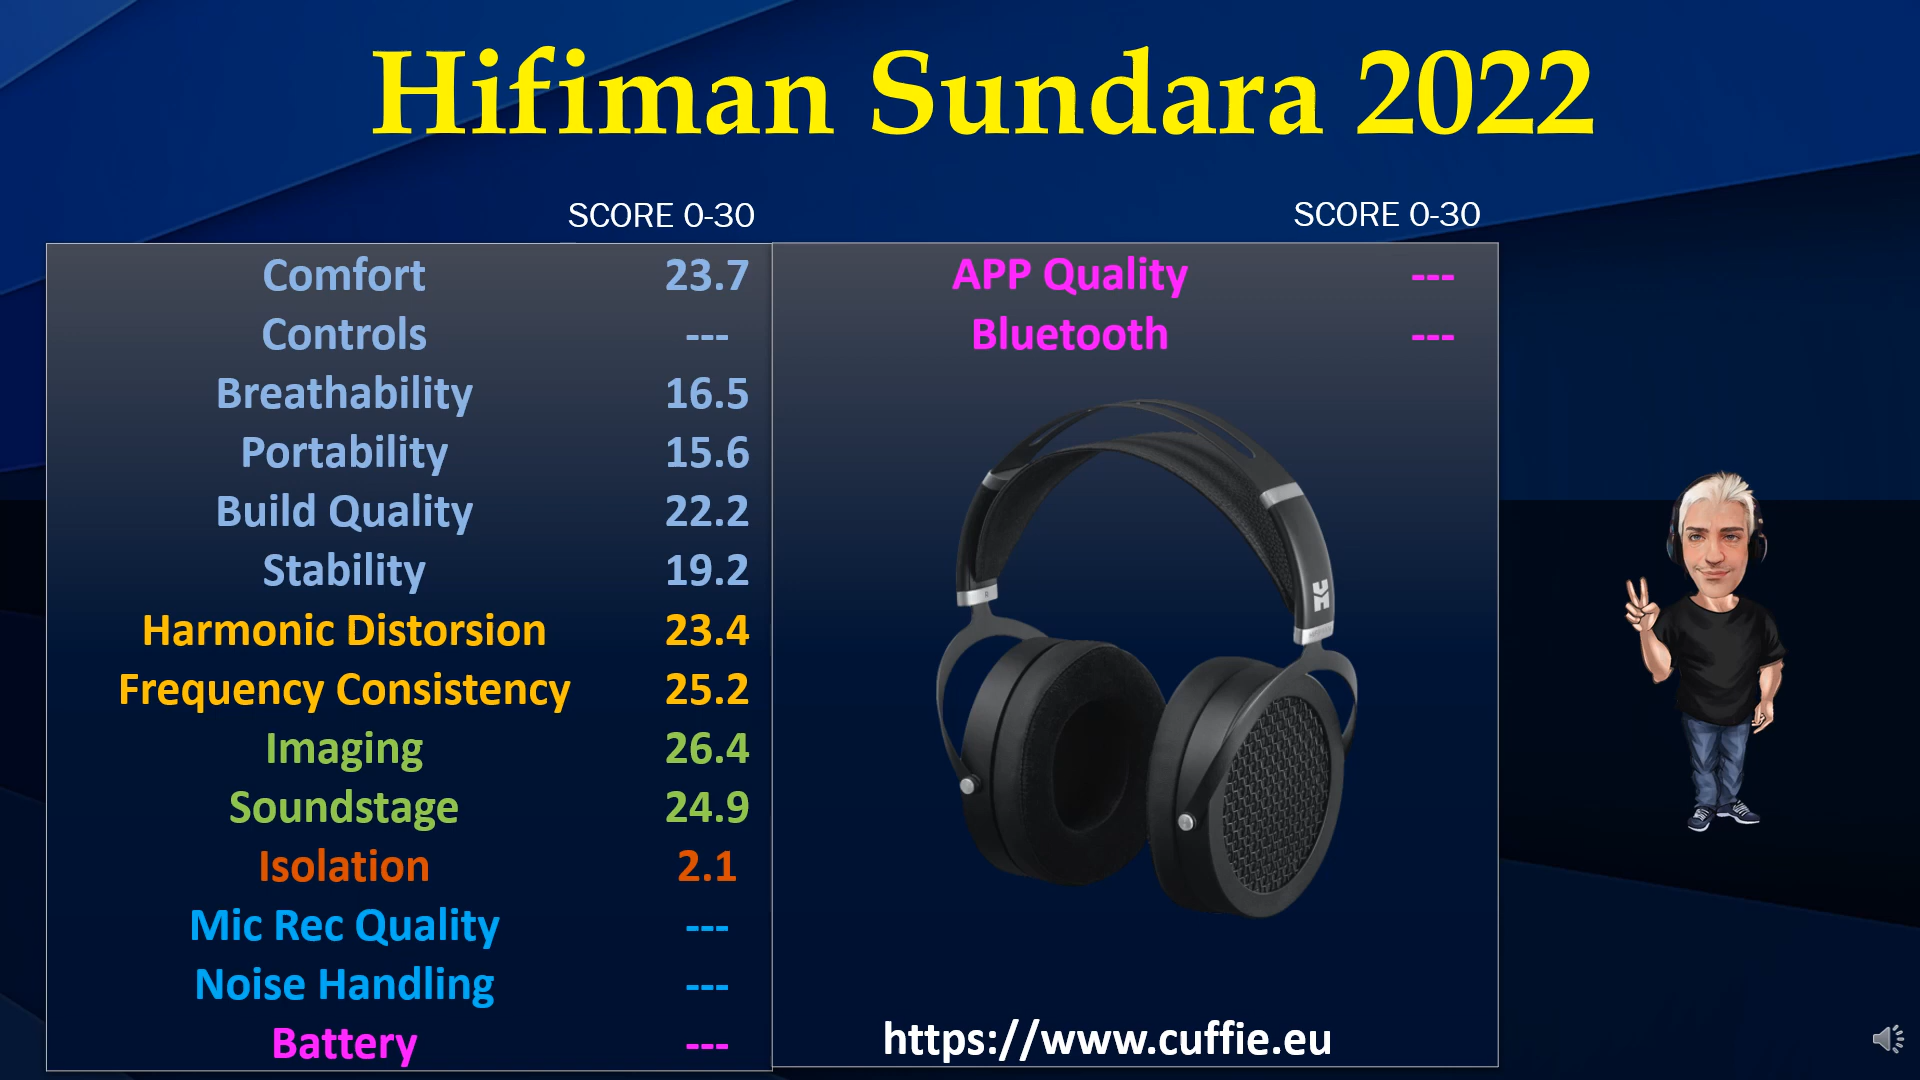 Hifiman Sundara 2022
SCORE 0-30
Comfort 23.7
Controls ---
Breathability 16.5
Portability 15.6
Build Quality 22.2
Stability 19.2
Harmonic Distorsion 23.4
Frequency Consistency 25.2
Imaging 26.4
Soundstage 24.9
Isolation 2.1
Mic Rec Quality ---
Noise Handling ---
Battery ---
SCORE 0-30
APP Quality ---
Bluetooth ---
https://www.cuffie.eu